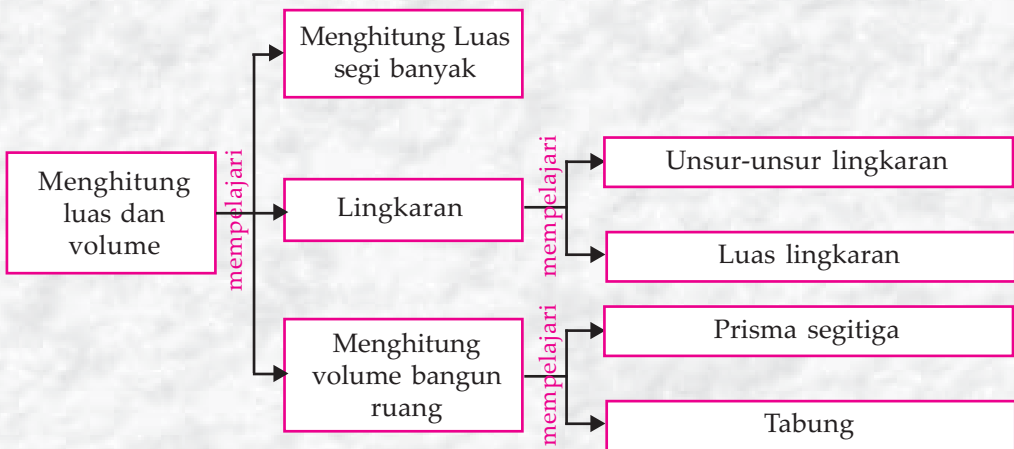 Menghitung
luas dan
volume
mempelajari
Menghitung Luas
segi banyak
Lingkaran
mempelajari
Unsur-unsur lingkaran
Luas lingkaran
Menghitung
volume bangun
ruang
mempelajari
Prisma segitiga
Tabung